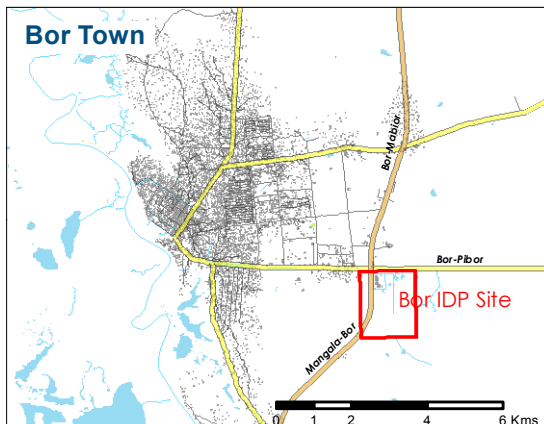 Bor Town
Bor-Mabior
Bor-Pibor
Bor IDP Site
Mangala-Bor
0 1 2 4 6 Kms